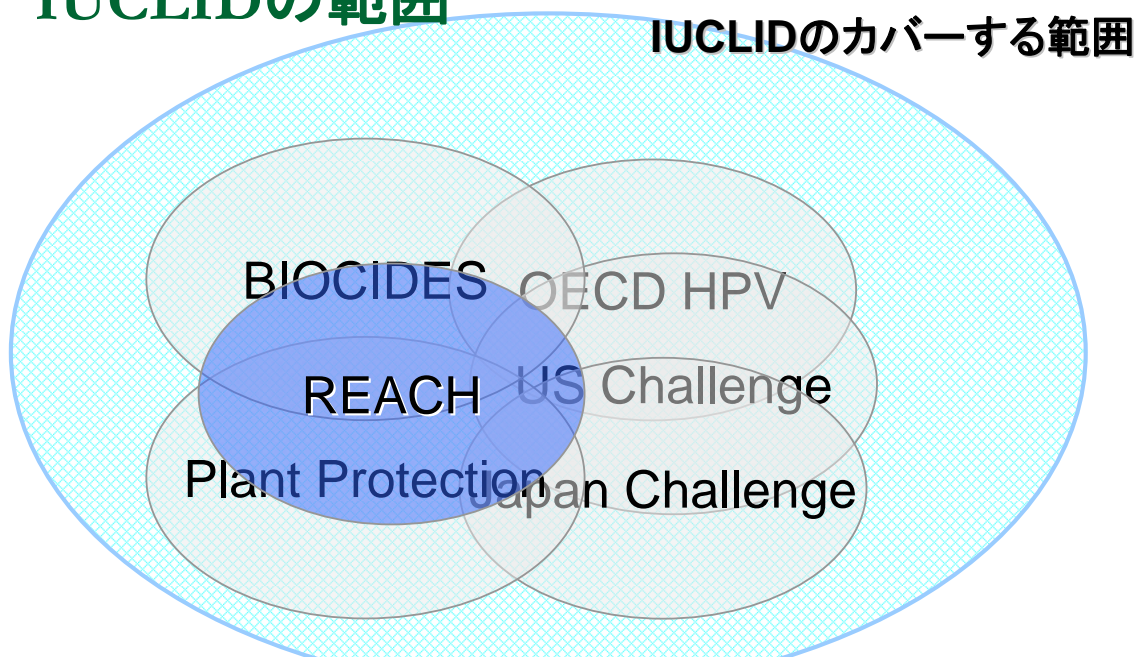 IUCLIDの範囲
IUCLIDのカバーする範囲
BIOCIDES
OECD HPV
REACH
US Challenge
Plant Protection
Japan Challenge